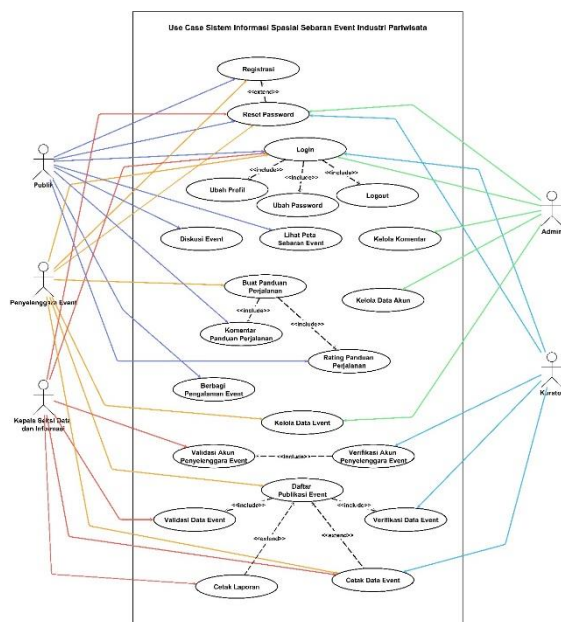 Use Case Sistem Informasi Spasial Sebaran Event Industri Pariwisata
Registrasi
<<extend>>
Reset Password
Login
<<include>>
<<include>>
<<include>>
Ubah Profil
Ubah Password
Logout
Publik
Diskusi Event
Lihat Peta
Sebaran Event
Kelola Komentar
Admin
Penyelenggara Event
Buat Panduan
Perjalanan
Kelola Data Akun
<<include>>
<<include>>
Komentar
Panduan Perjalanan
Rating Panduan
Perjalanan
Berbagi
Pengalaman Event
Kurator
Kepala Seksi Data
dan Informasi
Kelola Data Event
Validasi Akun
Penyelenggara Event
<<include>>
Verifikasi Akun
Penyelenggara Event
Daftar
Publikasi Event
<<include>>
<<include>>
Validasi Data Event
Verifikasi Data Event
<<extend>>
<<extend>>
Cetak Laporan
Cetak Data Event